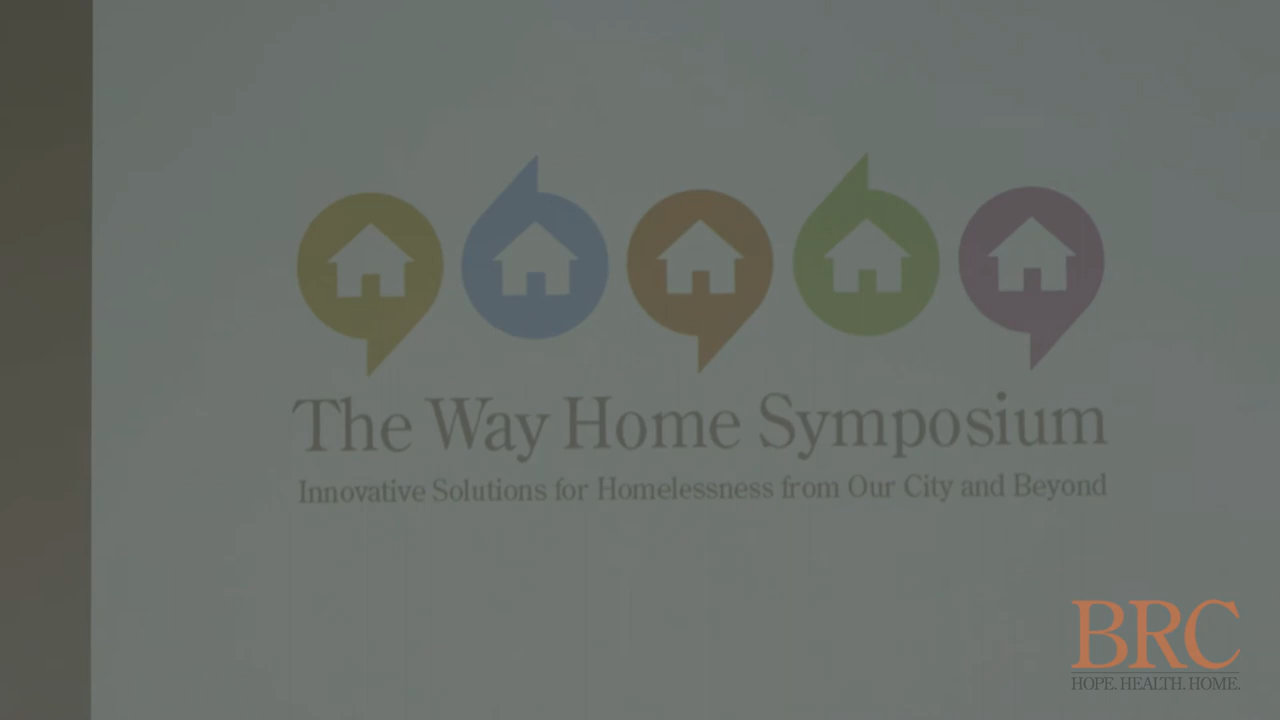 The Way Home Symposium
Innovative Solutions for Homelessness from Our City and Beyond
BRC
HOPE. HEALTH. HOME.